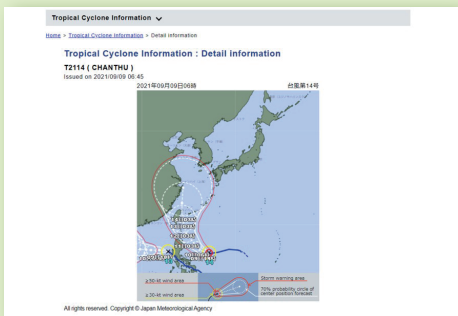 Tropical Cyclone Information
Home > Tropical Cyclone Information > Detail information
Tropical Cyclone Information : Detail information
T2114 ( CHANTHU )
Issued on 2021/09/09 06:45
2021年09月09日06時 台風第14号
≥50-kt wind area
≥30-kt wind area
Storm warning area
70% probability circle of
center position forecast
All rights reserved. Copyright © Japan Meteorological Agency